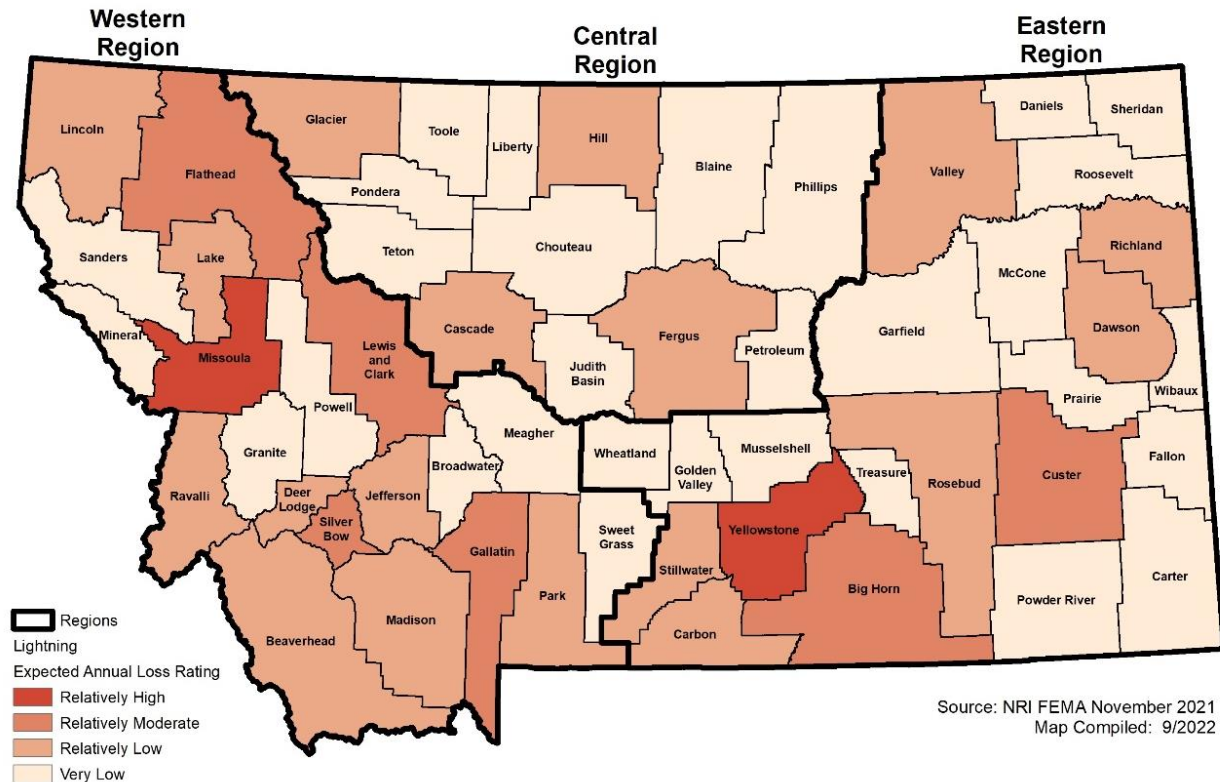 Western
Region
Central
Region
Eastern
Region
Lincoln
Flathead
Glacier
Toole
Liberty
Hill
Blaine
Phillips
Valley
Daniels
Sheridan
Roosevelt
Pondera
Teton
Chouteau
Sanders
Lake
Richland
McCone
Mineral
Missoula
Lewis
and
Clark
Cascade
Judith
Basin
Fergus
Petroleum
Garfield
Dawson
Prairie
Wibaux
Powell
Granite
Meagher
Broadwater
Wheatland
Golden
Valley
Musselshell
Treasure
Rosebud
Custer
Fallon
Ravalli
Deer
Lodge
Silver
Bow
Jefferson
Gallatin
Park
Sweet
Grass
Stillwater
Yellowstone
Big Horn
Carter
Powder River
Beaverhead
Madison
Carbon
Regions
Lightning
Expected Annual Loss Rating
Relatively High
Relatively Moderate
Relatively Low
Very Low
Source: NRI FEMA November 2021
Map Compiled: 9/2022